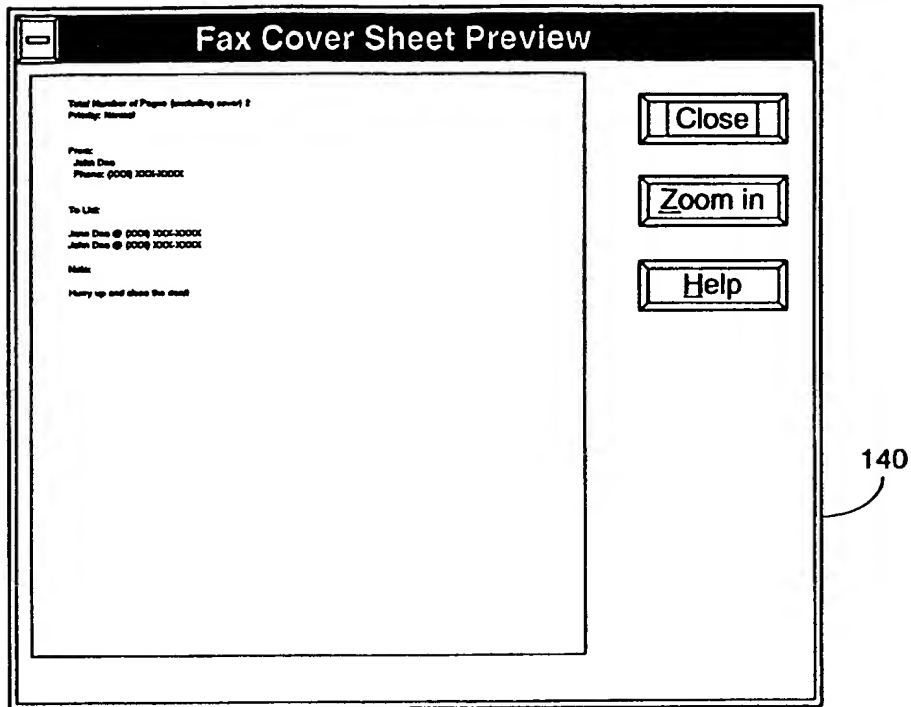 Fax Cover Sheet Preview
Total Number of Pages (excluding cover) 2
Priority: Normal
From:
John Doe
Phone: (XXX) XXX-XXXX
To List:
Jane Doe @ (XXX) XXX-XXXX
John Doe @ (XXX) XXX-XXXX
Note:
Hurry up and close the deal!
Close
Zoom in
Help
140